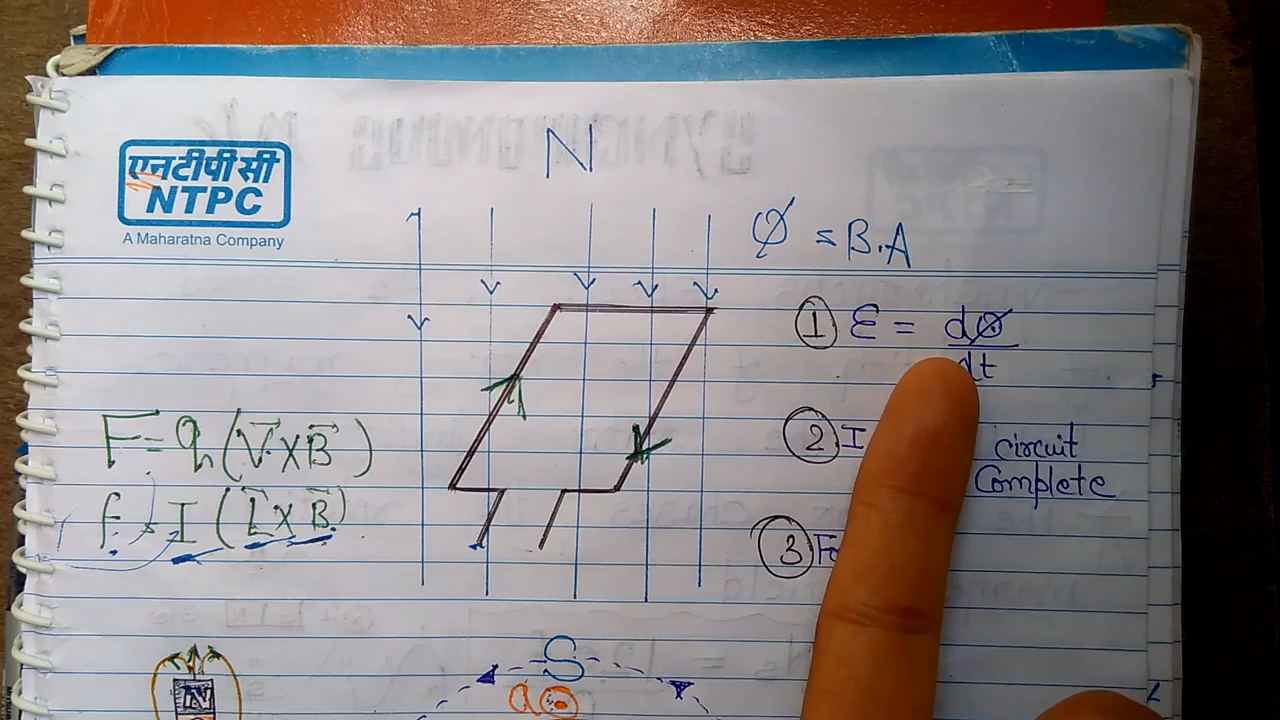 एनटीपीसी
NTPC
A Maharatna Company
N
Ø = B.A
① ε = dØ
dt
② I circuit
Complete
③ Fo
F = q (V × B)
f = I (L × B)
N
S
a